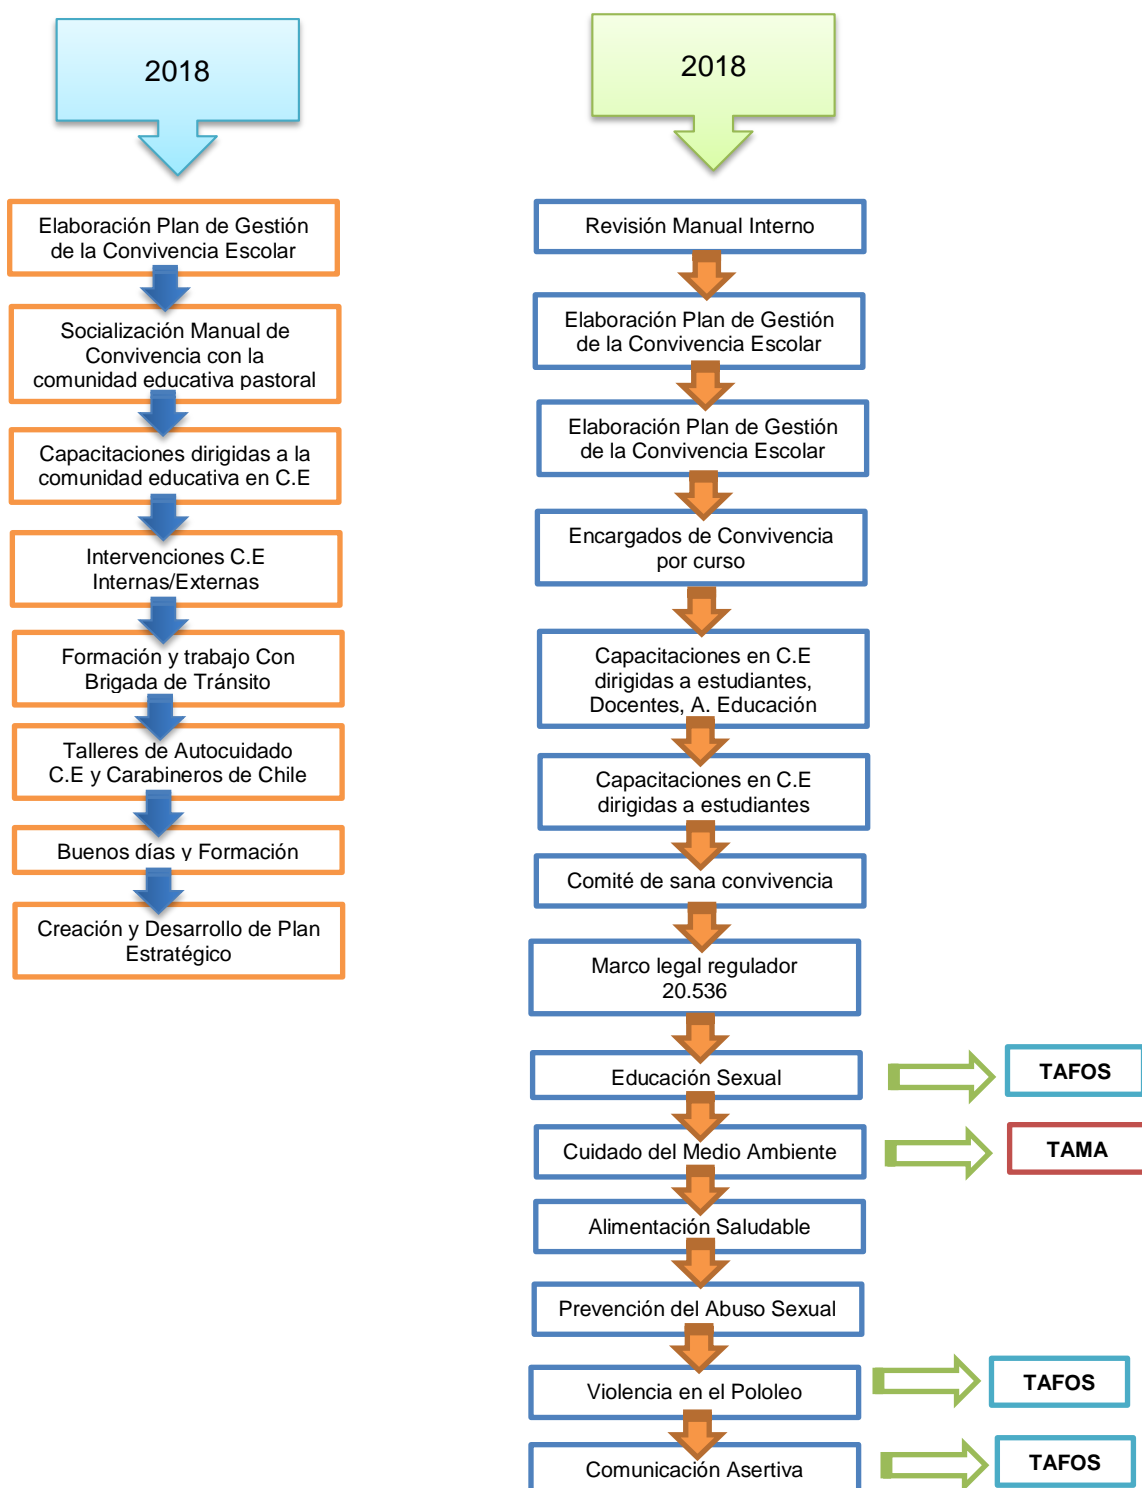 2018
Elaboración Plan de Gestión
de la Convivencia Escolar
Socialización Manual de
Convivencia con la
comunidad educativa pastoral
Capacitaciones dirigidas a la
comunidad educativa en C.E
Intervenciones C.E
Internas/Externas
Formación y trabajo Con
Brigada de Tránsito
Talleres de Autocuidado
C.E y Carabineros de Chile
Buenos días y Formación
Creación y Desarrollo de Plan
Estratégico
2018
Revisión Manual Interno
Elaboración Plan de Gestión
de la Convivencia Escolar
Elaboración Plan de Gestión
de la Convivencia Escolar
Encargados de Convivencia
por curso
Capacitaciones en C.E
dirigidas a estudiantes,
Docentes, A. Educación
Capacitaciones en C.E
dirigidas a estudiantes
Comité de sana convivencia
Marco legal regulador
20.536
Educación Sexual
TAFOS
Cuidado del Medio Ambiente
TAMA
Alimentación Saludable
Prevención del Abuso Sexual
Violencia en el Pololeo
TAFOS
Comunicación Asertiva
TAFOS